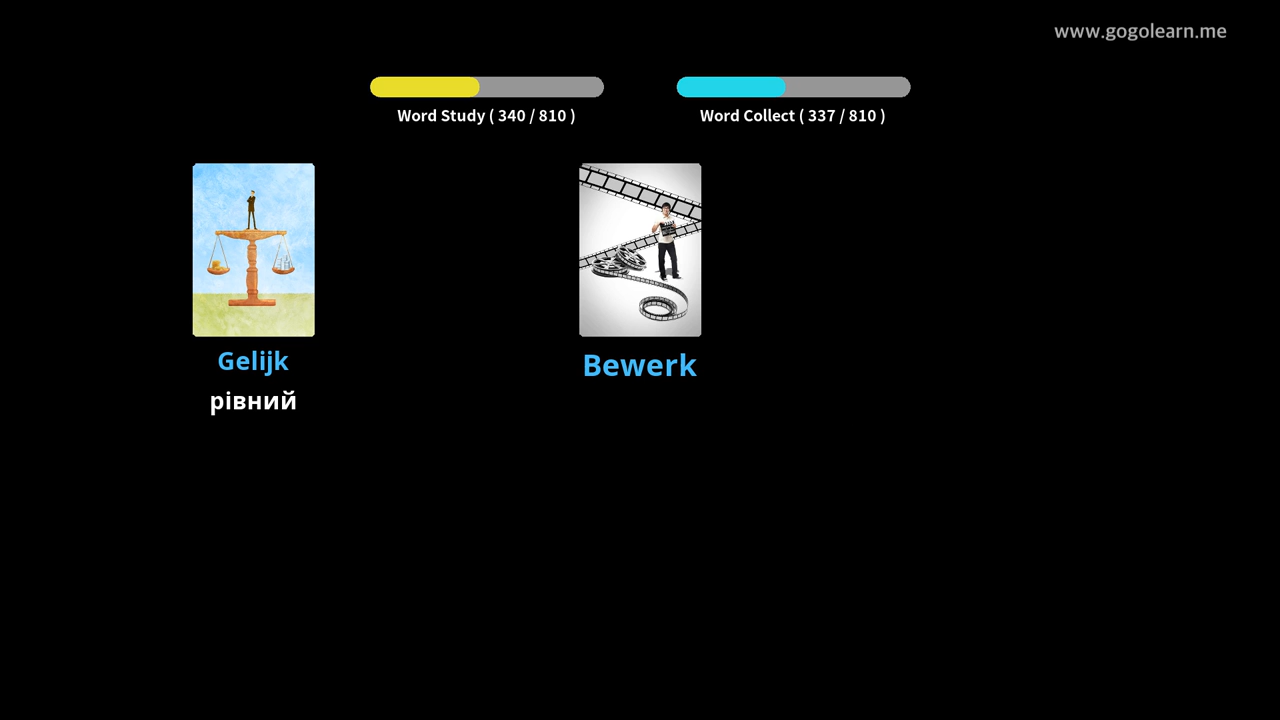 www.gogolearn.me
Word Study ( 340 / 810 )
Word Collect ( 337 / 810 )
Gelijk
рівний
Bewerk